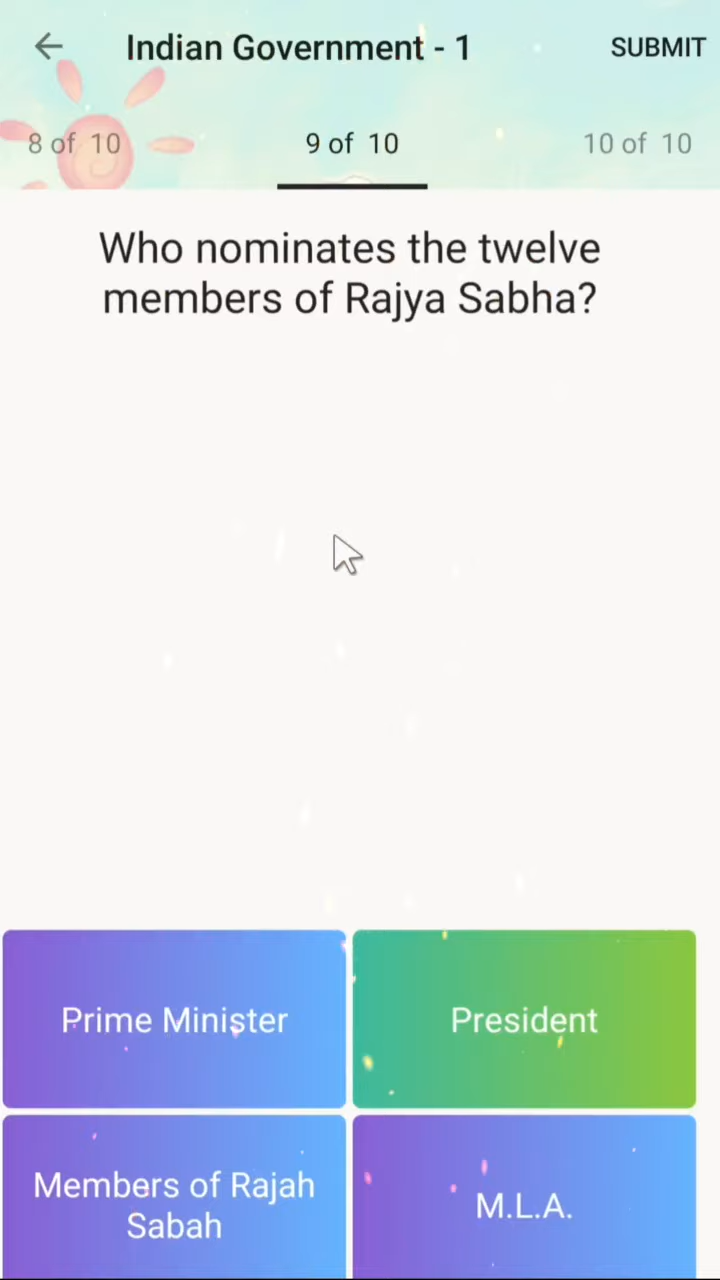 Indian Government - 1
SUBMIT
8 of 10
9 of 10
10 of 10
Who nominates the twelve
members of Rajya Sabha?
Prime Minister
President
Members of Rajah
Sabah
M.L.A.